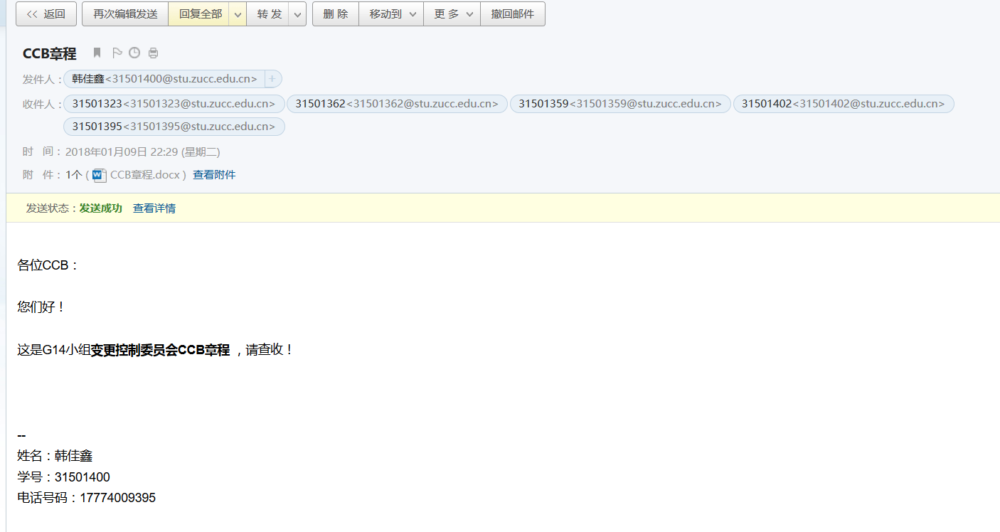 返回 再次编辑发送 回复全部 转 发 删 除 移动到 更 多 撤回邮件
CCB章程
发件人：韩佳鑫<31501400@stu.zucc.edu.cn> +
收件人：31501323<31501323@stu.zucc.edu.cn> 31501362<31501362@stu.zucc.edu.cn> 31501359<31501359@stu.zucc.edu.cn> 31501402<31501402@stu.zucc.edu.cn>
31501395<31501395@stu.zucc.edu.cn>
时 间：2018年01月09日 22:29 (星期二)
附 件：1个 ( CCB章程.docx ) 查看附件
发送状态：发送成功 查看详情
各位CCB：
您们好！
这是G14小组变更控制委员会CCB章程 ，请查收！
--
姓名：韩佳鑫
学号：31501400
电话号码：17774009395